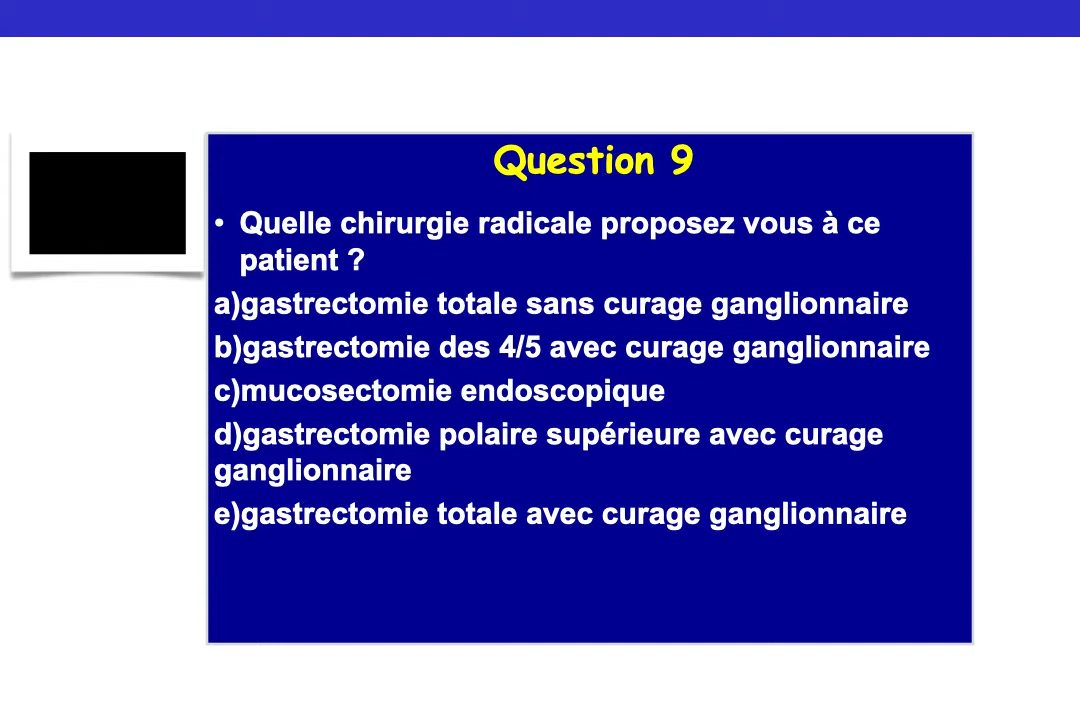 Question 9
• Quelle chirurgie radicale proposez vous à ce
patient ?
a)gastrectomie totale sans curage ganglionnaire
b)gastrectomie des 4/5 avec curage ganglionnaire
c)mucosectomie endoscopique
d)gastrectomie polaire supérieure avec curage
ganglionnaire
e)gastrectomie totale avec curage ganglionnaire